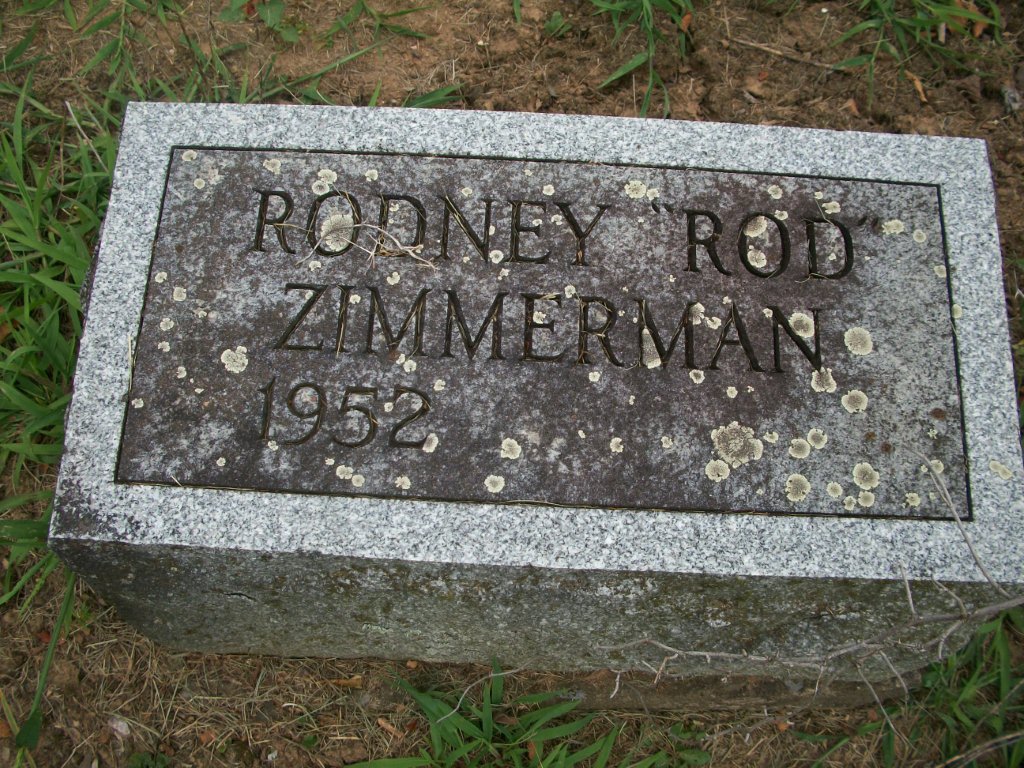 RODNEY "ROD"
ZIMMERMAN
1952